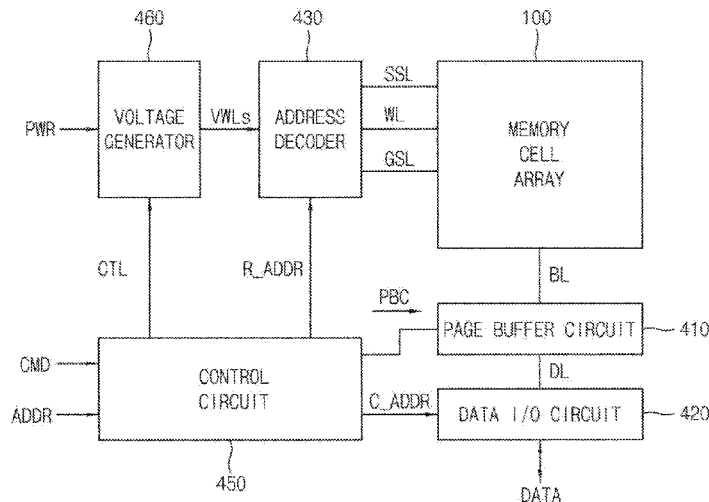 460
430
100
VOLTAGE
GENERATOR
ADDRESS
DECODER
MEMORY
CELL
ARRAY
PWR
VWLs
SSL
WL
GSL
CTL
R_ADDR
BL
PBC
PAGE BUFFER CIRCUIT
410
DL
CMD
ADDR
CONTROL
CIRCUIT
C_ADDR
DATA I/O CIRCUIT
420
450
DATA